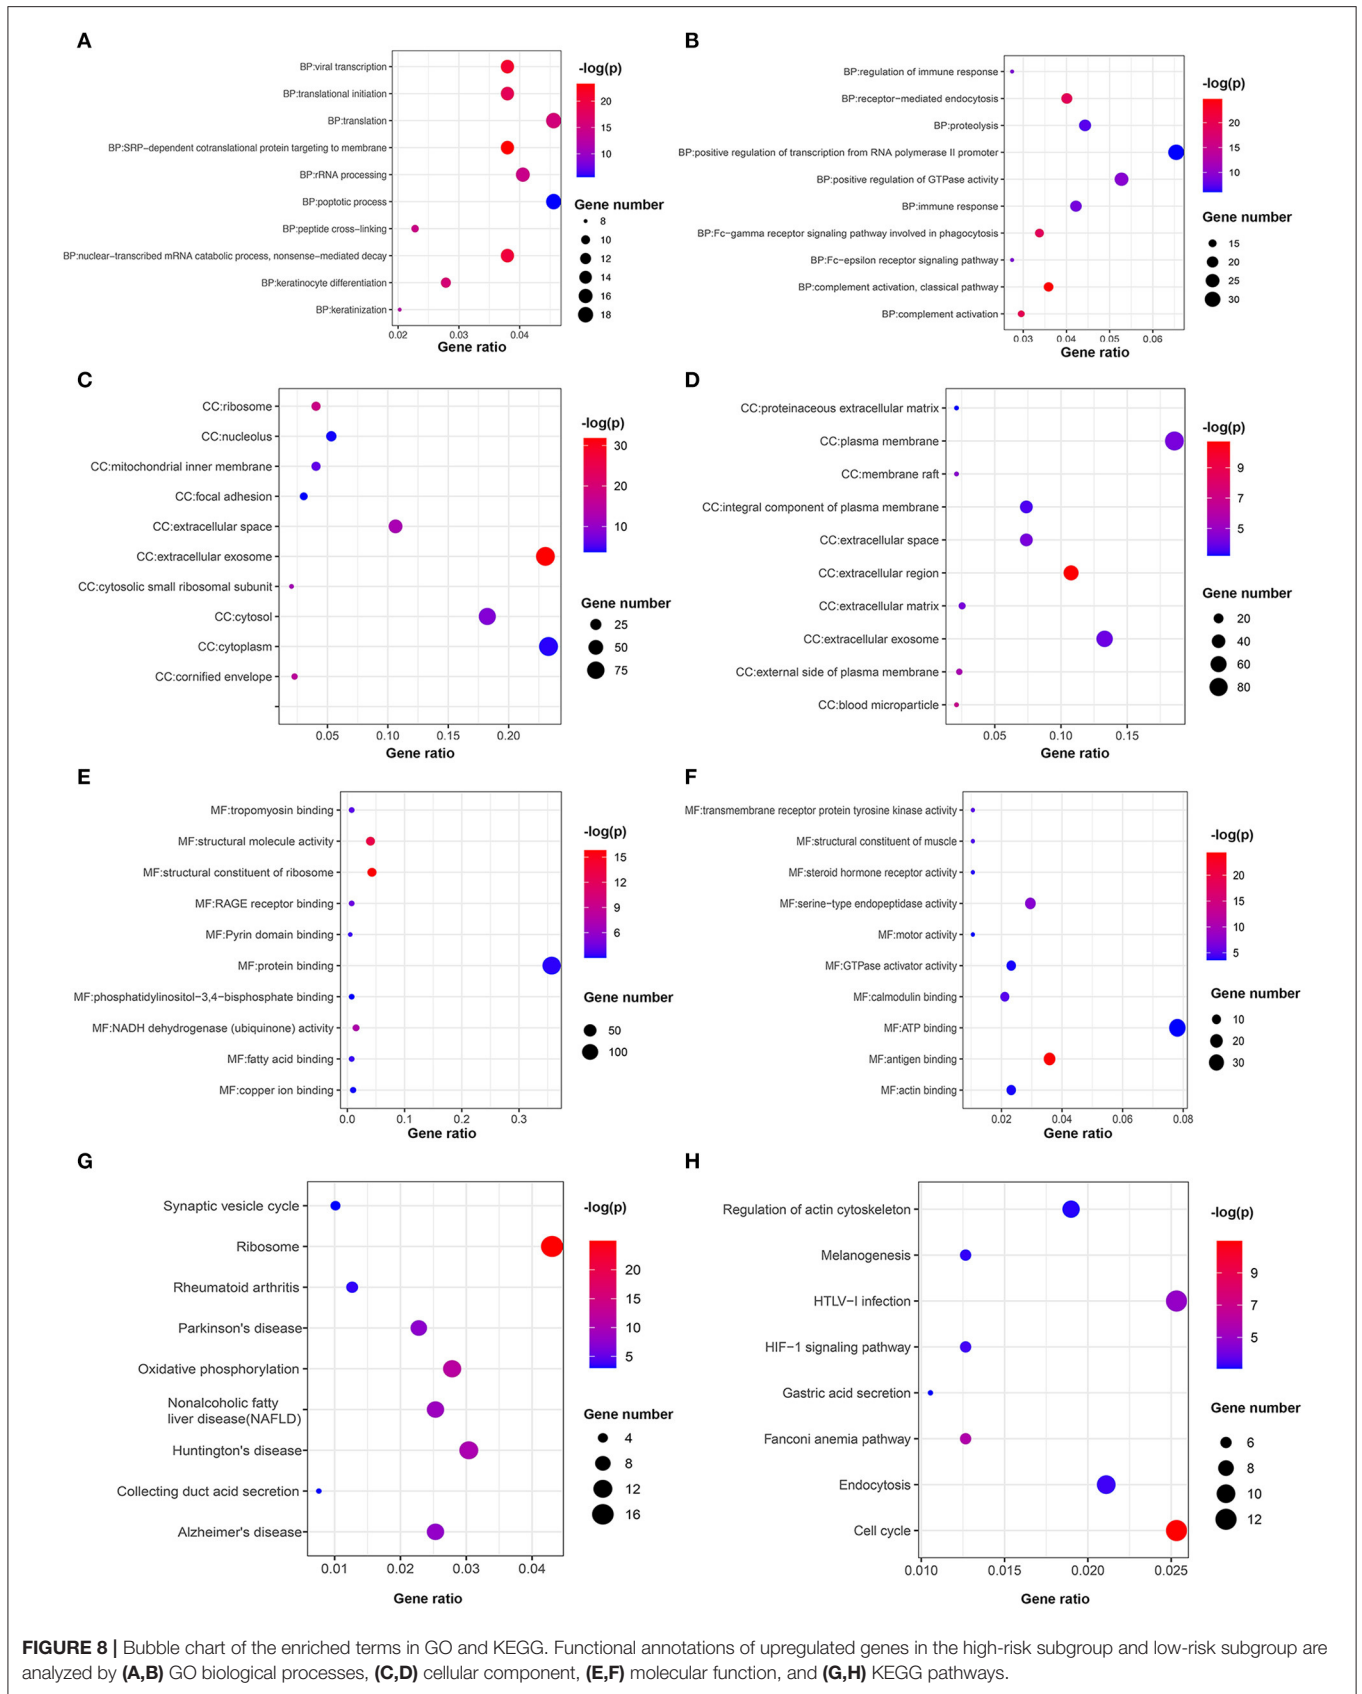 A
BP:viral transcription
BP:translational initiation
BP:translation
BP:SRP−dependent cotranslational protein targeting to membrane
BP:rRNA processing
BP:poptotic process
BP:peptide cross−linking
BP:nuclear−transcribed mRNA catabolic process, nonsense−mediated decay
BP:keratinocyte differentiation
BP:keratinization
0.02 0.03 0.04
Gene ratio
-log(p)
20
15
10
Gene number
8
10
12
14
16
18
B
BP:regulation of immune response
BP:receptor−mediated endocytosis
BP:proteolysis
BP:positive regulation of transcription from RNA polymerase II promoter
BP:positive regulation of GTPase activity
BP:immune response
BP:Fc−gamma receptor signaling pathway involved in phagocytosis
BP:Fc−epsilon receptor signaling pathway
BP:complement activation, classical pathway
BP:complement activation
0.03 0.04 0.05 0.06
Gene ratio
-log(p)
20
15
10
Gene number
15
20
25
30
C
CC:ribosome
CC:nucleolus
CC:mitochondrial inner membrane
CC:focal adhesion
CC:extracellular space
CC:extracellular exosome
CC:cytosolic small ribosomal subunit
CC:cytosol
CC:cytoplasm
CC:cornified envelope
0.05 0.10 0.15 0.20
Gene ratio
-log(p)
30
20
10
Gene number
25
50
75
D
CC:proteinaceous extracellular matrix
CC:plasma membrane
CC:membrane raft
CC:integral component of plasma membrane
CC:extracellular space
CC:extracellular region
CC:extracellular matrix
CC:extracellular exosome
CC:external side of plasma membrane
CC:blood microparticle
0.05 0.10 0.15
Gene ratio
-log(p)
9
7
5
Gene number
20
40
60
80
E
MF:tropomyosin binding
MF:structural molecule activity
MF:structural constituent of ribosome
MF:RAGE receptor binding
MF:Pyrin domain binding
MF:protein binding
MF:phosphatidylinositol−3,4−bisphosphate binding
MF:NADH dehydrogenase (ubiquinone) activity
MF:fatty acid binding
MF:copper ion binding
0.0 0.1 0.2 0.3
Gene ratio
-log(p)
15
12
9
6
Gene number
50
100
F
MF:transmembrane receptor protein tyrosine kinase activity
MF:structural constituent of muscle
MF:steroid hormone receptor activity
MF:serine−type endopeptidase activity
MF:motor activity
MF:GTPase activator activity
MF:calmodulin binding
MF:ATP binding
MF:antigen binding
MF:actin binding
0.02 0.04 0.06 0.08
Gene ratio
-log(p)
20
15
10
5
Gene number
10
20
30
G
Synaptic vesicle cycle
Ribosome
Rheumatoid arthritis
Parkinson's disease
Oxidative phosphorylation
Nonalcoholic fatty
liver disease(NAFLD)
Huntington's disease
Collecting duct acid secretion
Alzheimer's disease
0.01 0.02 0.03 0.04
Gene ratio
-log(p)
20
15
10
5
Gene number
4
8
12
16
H
Regulation of actin cytoskeleton
Melanogenesis
HTLV−I infection
HIF−1 signaling pathway
Gastric acid secretion
Fanconi anemia pathway
Endocytosis
Cell cycle
0.010 0.015 0.020 0.025
Gene ratio
-log(p)
9
7
5
Gene number
6
8
10
12
FIGURE 8 | Bubble chart of the enriched terms in GO and KEGG. Functional annotations of upregulated genes in the high-risk subgroup and low-risk subgroup are
analyzed by (A,B) GO biological processes, (C,D) cellular component, (E,F) molecular function, and (G,H) KEGG pathways.